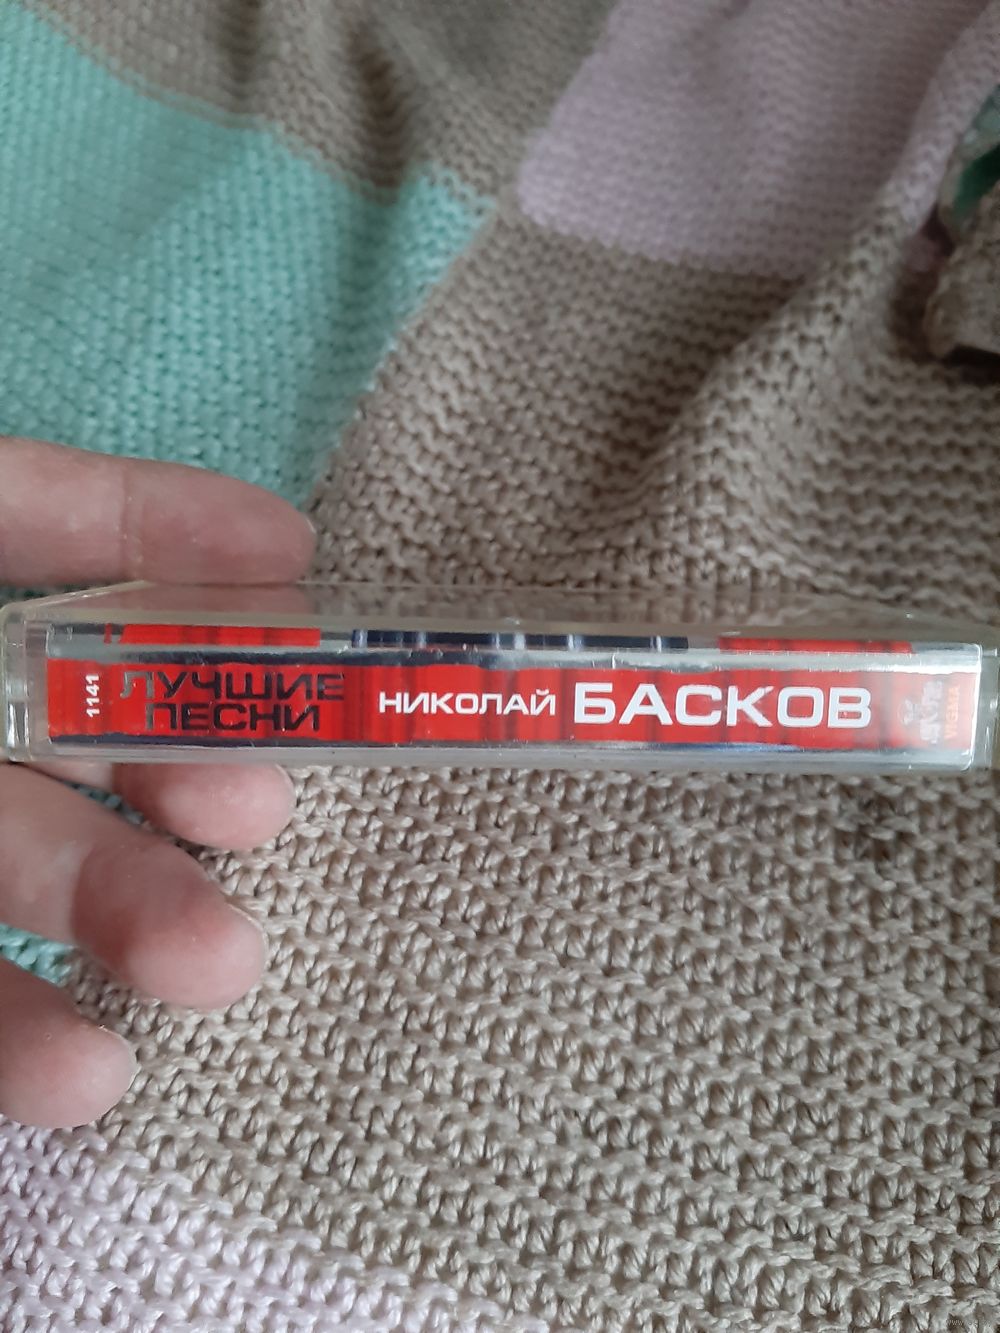 1141
ЛУЧШИЕ
ПЕСНИ
НИКОЛАЙ БАСКОВ